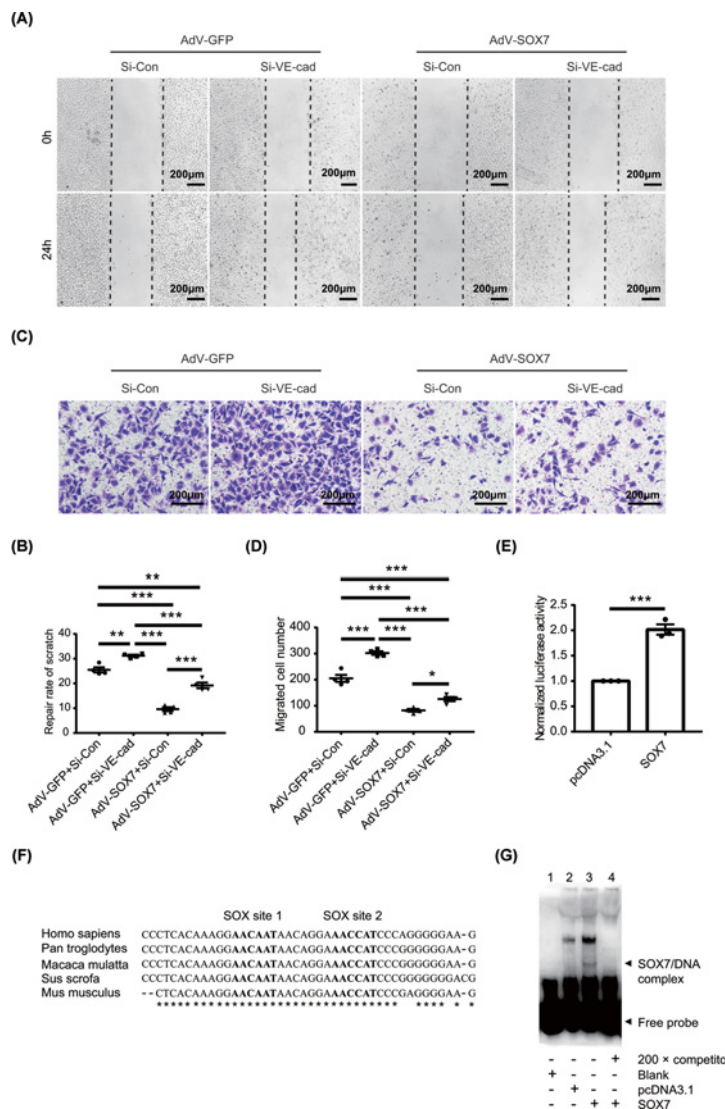 (A)
AdV-GFP AdV-SOX7
Si-Con Si-VE-cad Si-Con Si-VE-cad
0h
200μm 200μm 200μm 200μm
24h
200μm 200μm 200μm 200μm
(C)
AdV-GFP AdV-SOX7
Si-Con Si-VE-cad Si-Con Si-VE-cad
200μm 200μm 200μm 200μm
(B)
Repair rate of scratch
40
30
20
10
0
**
***
***
** ***
***
AdV-GFP+Si-Con
AdV-GFP+Si-VE-cad
AdV-SOX7+Si-Con
AdV-SOX7+Si-VE-cad
(D)
Migrated cell number
400
300
200
100
0
***
***
***
*** ***
*
AdV-GFP+Si-Con
AdV-GFP+Si-VE-cad
AdV-SOX7+Si-Con
AdV-SOX7+Si-VE-cad
(E)
Normalized luciferase activity
2.5
2.0
1.5
1.0
0.5
0.0
***
pcDNA3.1
SOX7
(F)
SOX site 1 SOX site 2
Homo sapiens CCCTCACAAAGGAACAATAACAGGAAACCATCCCAGGGGGAA-G
Pan troglodytes CCCTCACAAAGGAACAATAACAGGAAACCATCCCGGGGGGAA-G
Macaca mulatta CCCTCACAAAGGAACAATAACAGGAAACCATCCCGGGGGGAA-G
Sus scrofa CCCTCACAAAGGAACAATAACAGGAAACCATCCCGGGGGGGACG
Mus musculus --CTCACAAAGGAACAATAACAGGAAACCATCCCGAGGGGAA-G
******************************** **** * *
(G)
1 2 3 4
SOX7/DNA
complex
Free probe
- - - + 200 × competito
+ - - - Blank
- + - - pcDNA3.1
- - + + SOX7